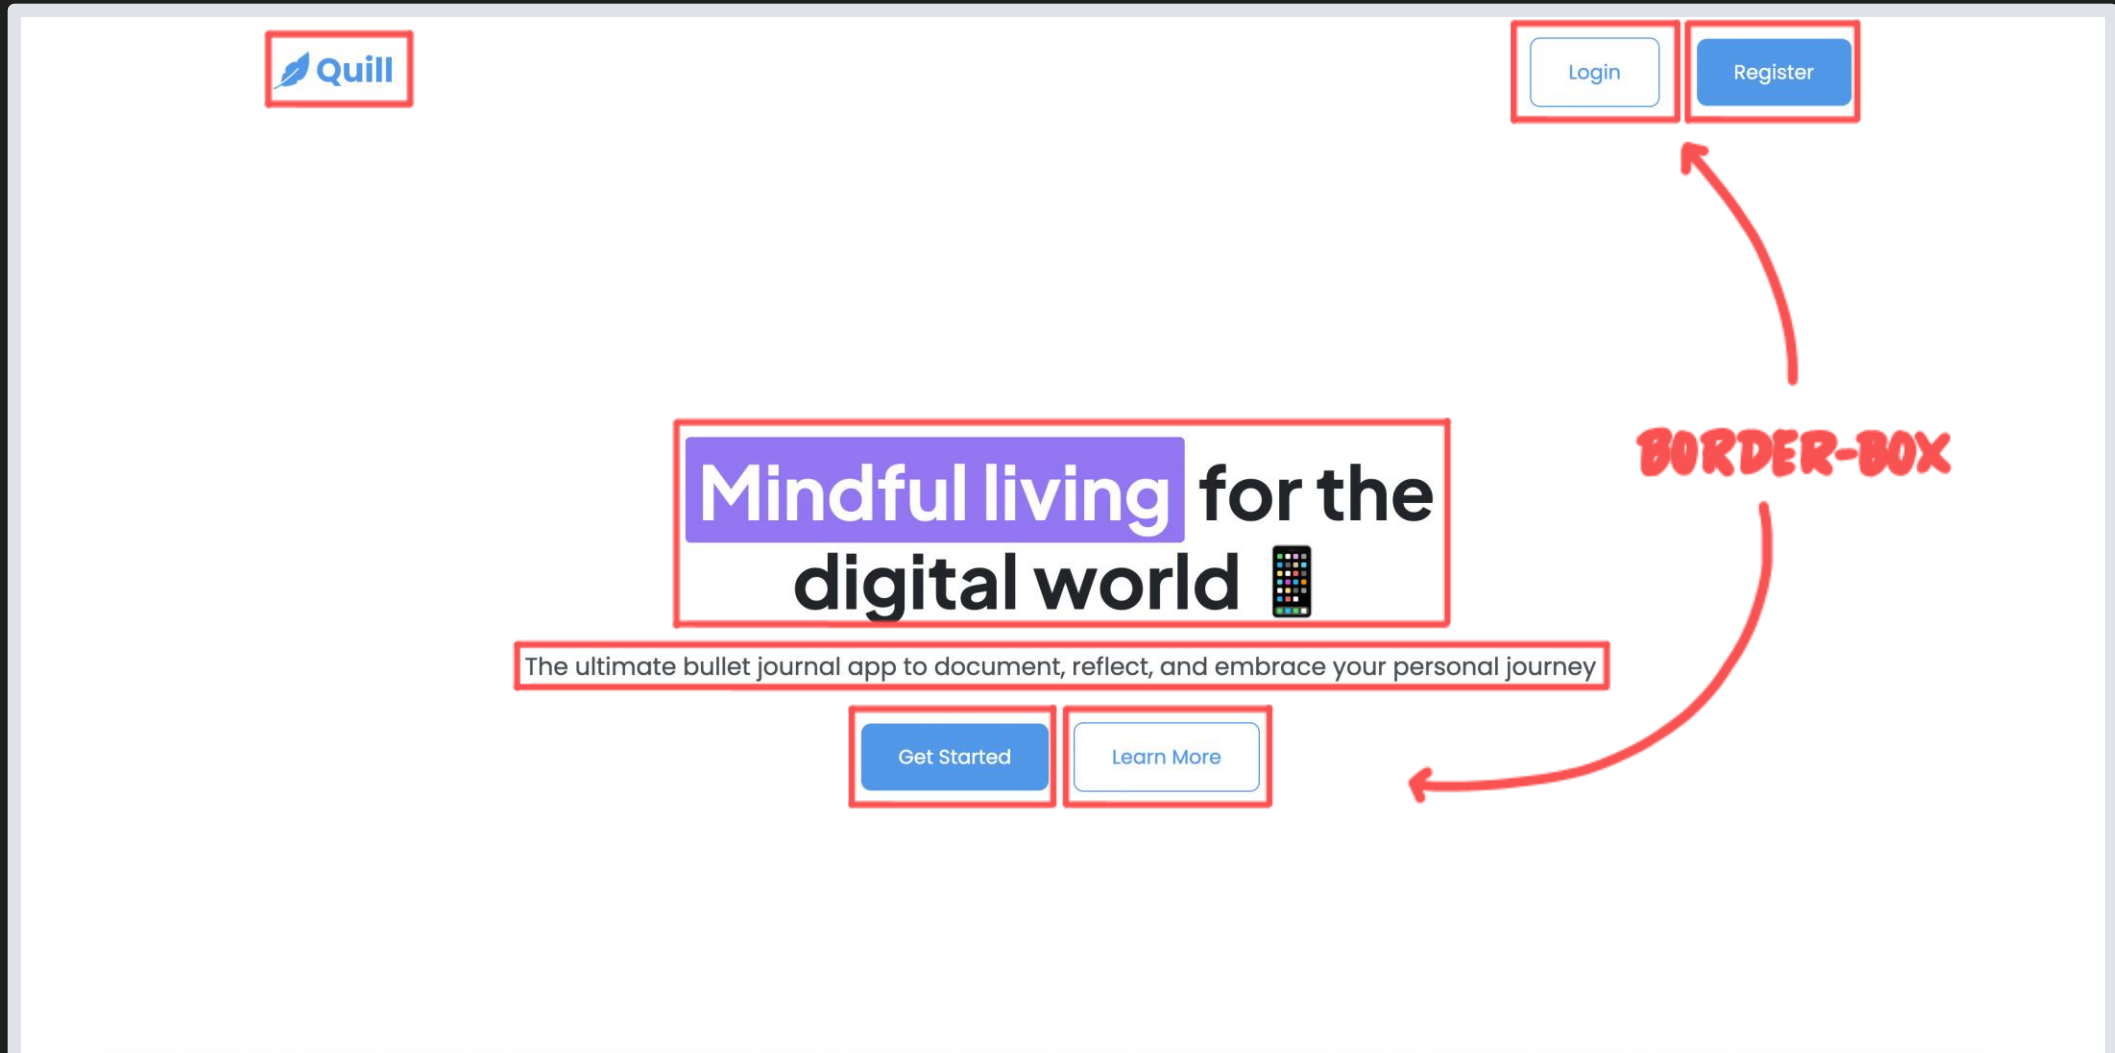 Quill
Login
Register
BORDER-BOX
Mindful living for the
digital world
The ultimate bullet journal app to document, reflect, and embrace your personal journey
Get Started
Learn More